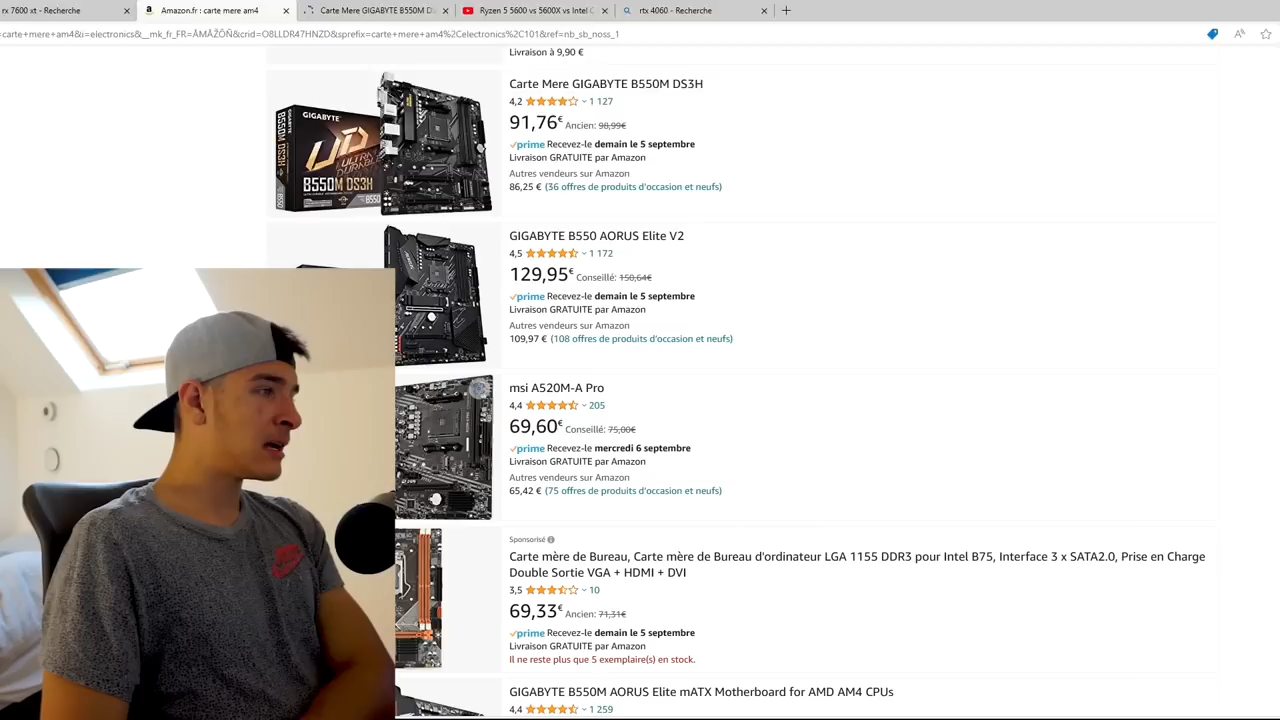 rx 7600 xt - Recherche
Amazon.fr : carte mere am4
Carte Mere GIGABYTE B550M D
Ryzen 5 5600 vs 5600X vs Intel C
rtx 4060 - Recherche
=carte+mere+am4&i=electronics&__mk_fr_FR=ÅMÅŽÕÑ&crid=O8LLDR47HNZD&sprefix=carte+mere+am4%2Celectronics%2C101&ref=nb_sb_noss_1
Livraison à 9,90 €
Carte Mere GIGABYTE B550M DS3H
4,2 1 127
91,76€ Ancien: 98,99€
prime Recevez-le demain le 5 septembre
Livraison GRATUITE par Amazon
Autres vendeurs sur Amazon
86,25 € (36 offres de produits d'occasion et neufs)
GIGABYTE
B550M DS3H
UD
ULTRA DURABLE
B550M DS3H
B550
GIGABYTE B550 AORUS Elite V2
4,5 1 172
129,95€ Conseillé: 150,64€
prime Recevez-le demain le 5 septembre
Livraison GRATUITE par Amazon
Autres vendeurs sur Amazon
109,97 € (108 offres de produits d'occasion et neufs)
msi A520M-A Pro
4,4 205
69,60€ Conseillé: 75,00€
prime Recevez-le mercredi 6 septembre
Livraison GRATUITE par Amazon
Autres vendeurs sur Amazon
65,42 € (75 offres de produits d'occasion et neufs)
Sponsorisé
Carte mère de Bureau, Carte mère de Bureau d'ordinateur LGA 1155 DDR3 pour Intel B75, Interface 3 x SATA2.0, Prise en Charge
Double Sortie VGA + HDMI + DVI
3,5 10
69,33€ Ancien: 71,31€
prime Recevez-le demain le 5 septembre
Livraison GRATUITE par Amazon
Il ne reste plus que 5 exemplaire(s) en stock.
GIGABYTE B550M AORUS Elite mATX Motherboard for AMD AM4 CPUs
4,4 1 259